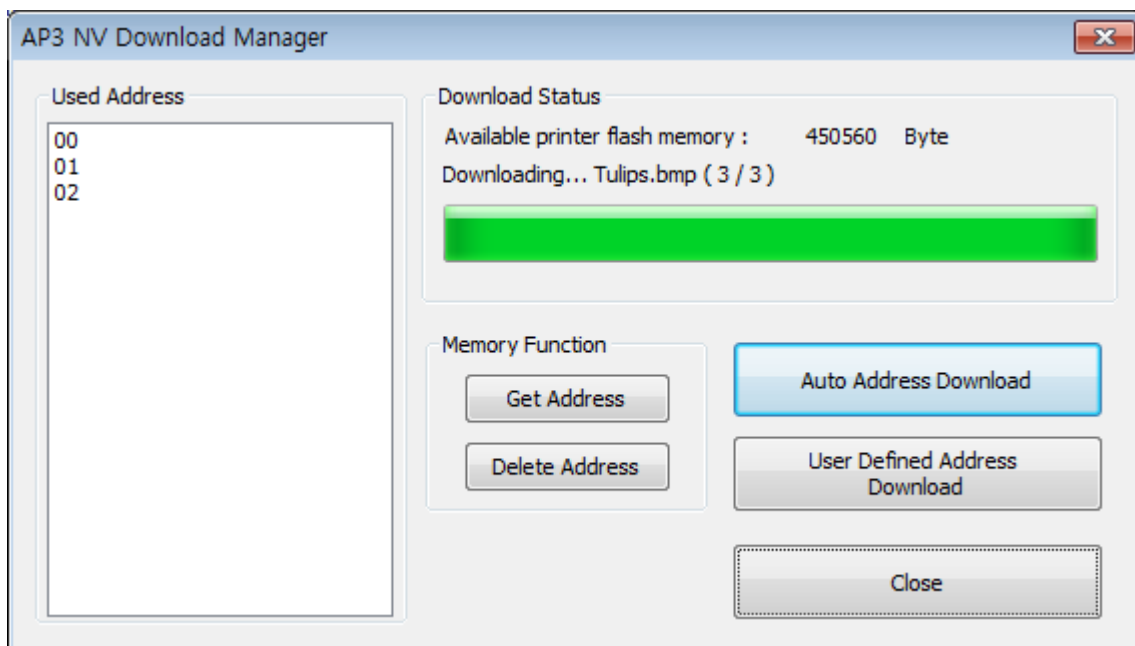 AP3 NV Download Manager
Used Address
00
01
02
Download Status
Available printer flash memory : 450560 Byte
Downloading... Tulips.bmp ( 3 / 3 )
Memory Function
Get Address
Delete Address
Auto Address Download
User Defined Address
Download
Close